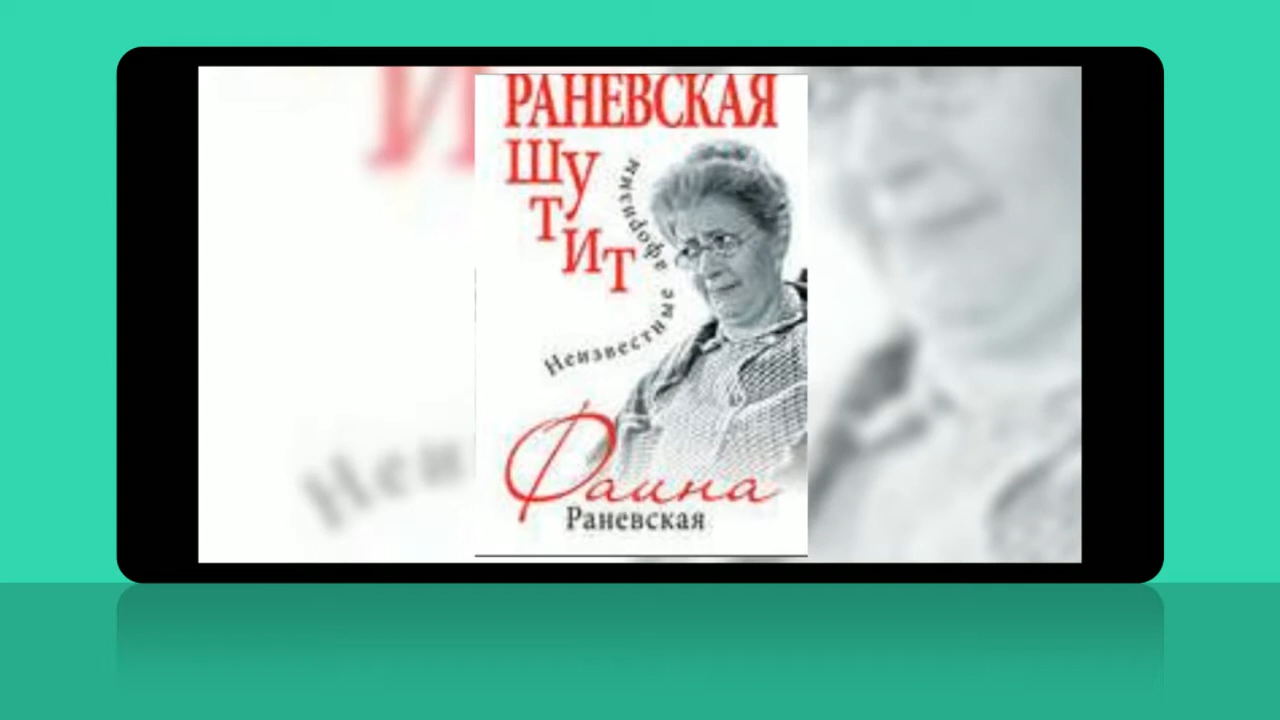 РАНЕВСКАЯ
ШУ
Т
ИТ
Неизвестные афоризмы
Фаина
Раневская